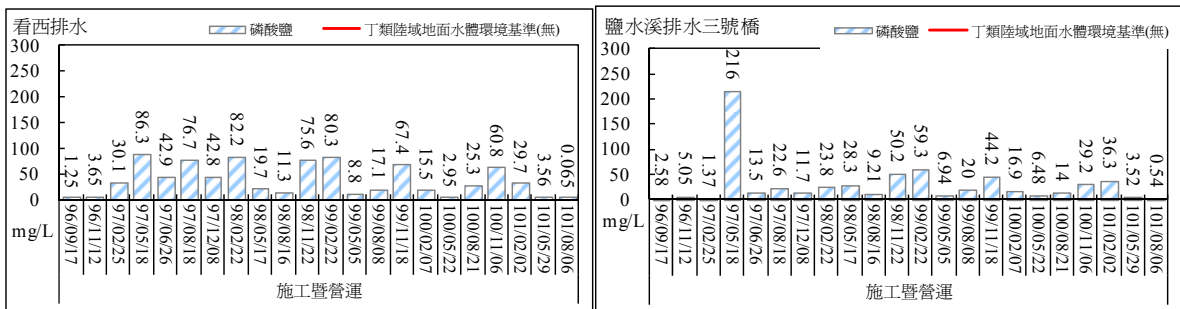 看西排水
磷酸鹽 丁類陸域地面水體環境基準(無)
300
250
200
150
100
50
0
mg/L
1.25 3.65 30.1 86.3 42.9 76.7 42.8 82.2 19.7 11.3 75.6 80.3 8.8 17.1 67.4 15.5 2.95 25.3 60.8 29.7 3.56 0.065
96/09/17 96/11/12 97/02/25 97/05/18 97/06/26 97/08/18 97/12/08 98/02/22 98/05/17 98/08/16 98/11/22 99/02/22 99/05/05 99/08/08 99/11/18 100/02/07 100/05/22 100/08/21 100/11/06 101/02/02 101/05/29 101/08/06
施工暨營運
鹽水溪排水三號橋
磷酸鹽 丁類陸域地面水體環境基準(無)
300
250
200
150
100
50
0
mg/L
2.58 5.05 1.37 216 13.5 22.6 11.7 23.8 28.3 9.21 50.2 59.3 6.94 20 44.2 16.9 6.48 14 29.2 36.3 3.52 0.54
96/09/17 96/11/12 97/02/25 97/05/18 97/06/26 97/08/18 97/12/08 98/02/22 98/05/17 98/08/16 98/11/22 99/02/22 99/05/05 99/08/08 99/11/18 100/02/07 100/05/22 100/08/21 100/11/06 101/02/02 101/05/29 101/08/06
施工暨營運